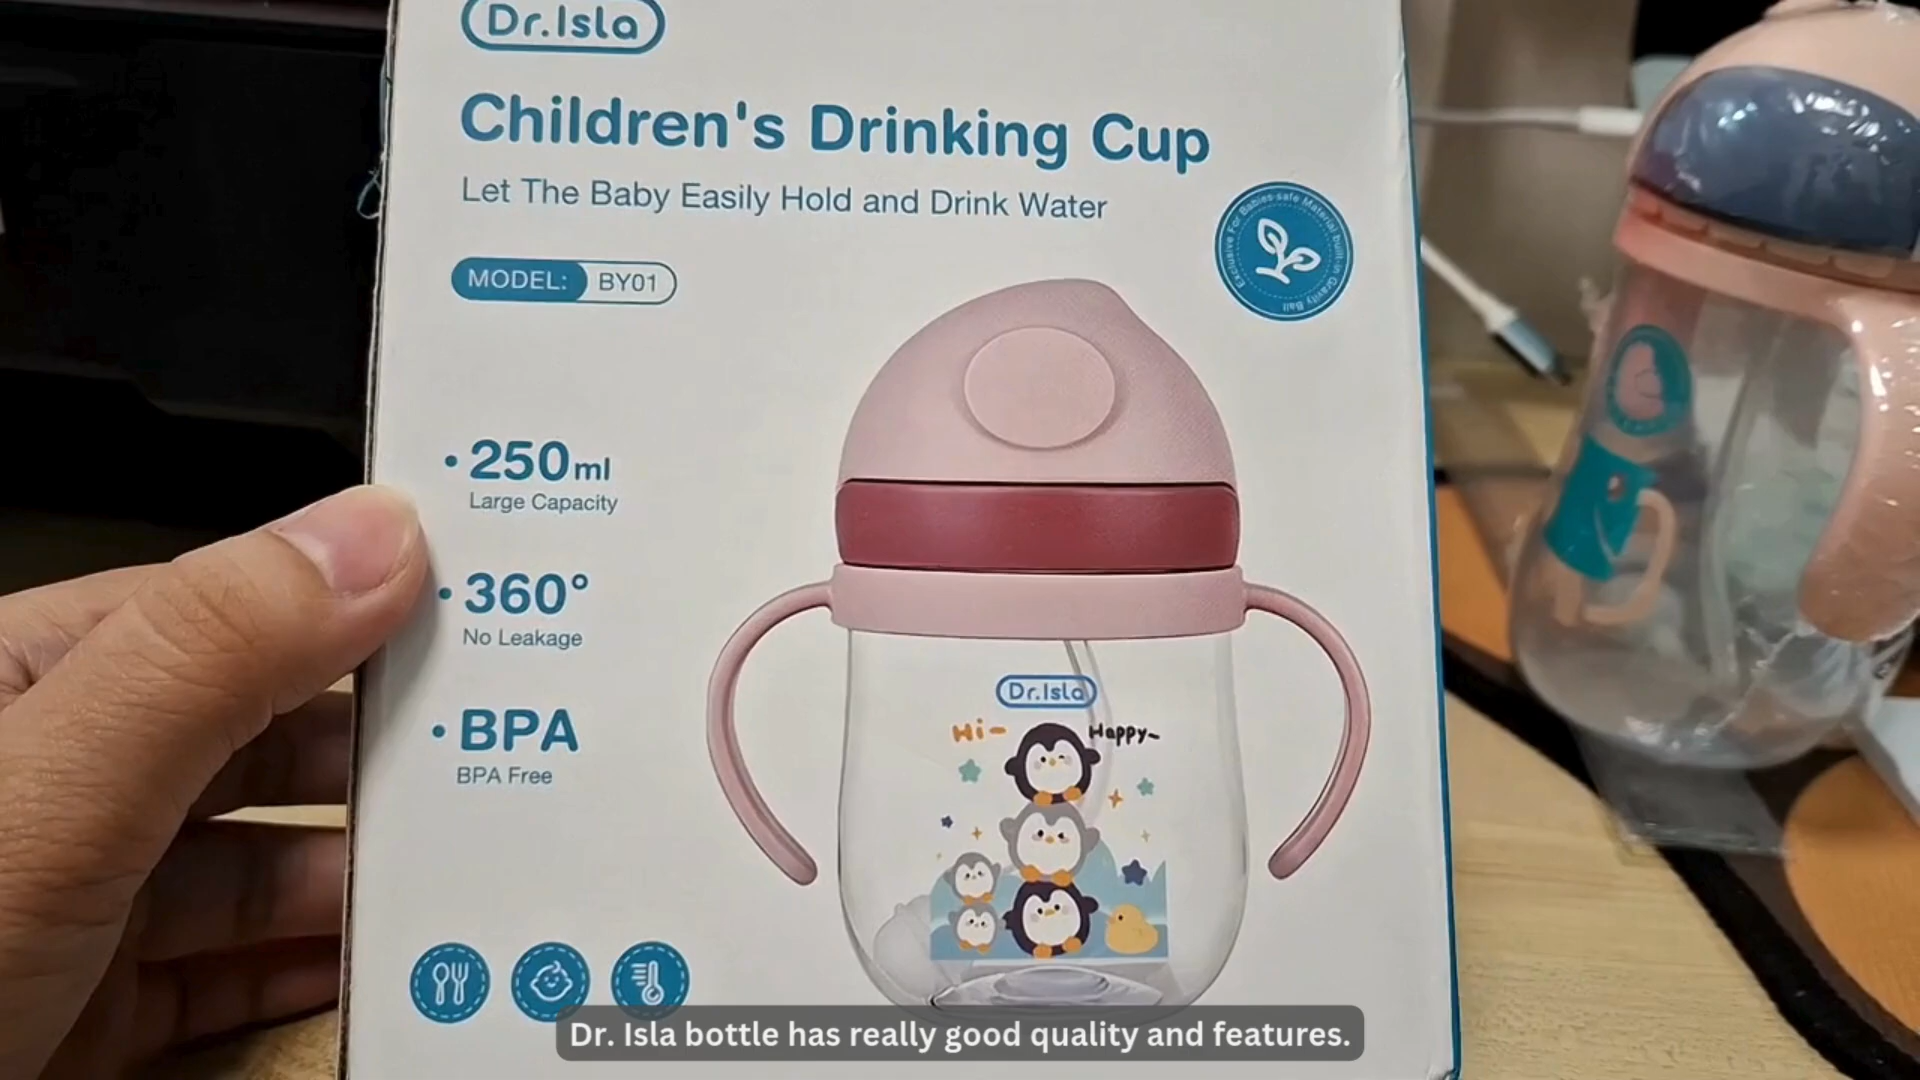 Dr.Isla
Children's Drinking Cup
Let The Baby Easily Hold and Drink Water
Exclusive For Babies-safe Material built-in Gravity Ball
MODEL: BY01
• 250ml
Large Capacity
• 360°
No Leakage
• BPA
BPA Free
Dr.Isla
Hi~
Happy~
Dr. Isla bottle has really good quality and features.